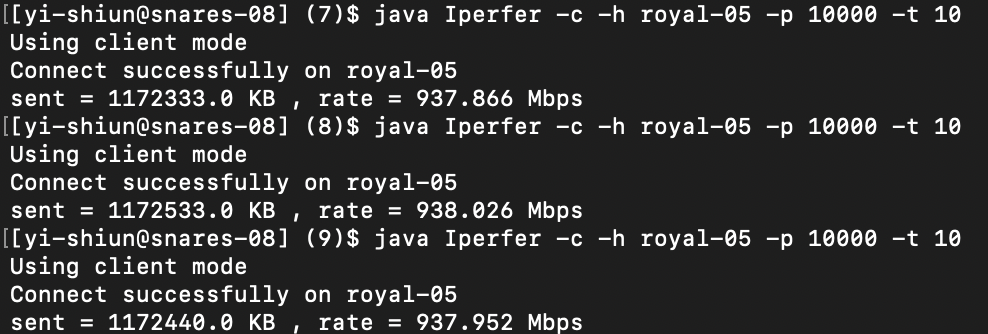 [[yi-shiun@snares-08] (7)$ java Iperfer -c -h royal-05 -p 10000 -t 10
Using client mode
Connect successfully on royal-05
sent = 1172333.0 KB , rate = 937.866 Mbps
[[yi-shiun@snares-08] (8)$ java Iperfer -c -h royal-05 -p 10000 -t 10
Using client mode
Connect successfully on royal-05
sent = 1172533.0 KB , rate = 938.026 Mbps
[[yi-shiun@snares-08] (9)$ java Iperfer -c -h royal-05 -p 10000 -t 10
Using client mode
Connect successfully on royal-05
sent = 1172440.0 KB , rate = 937.952 Mbps